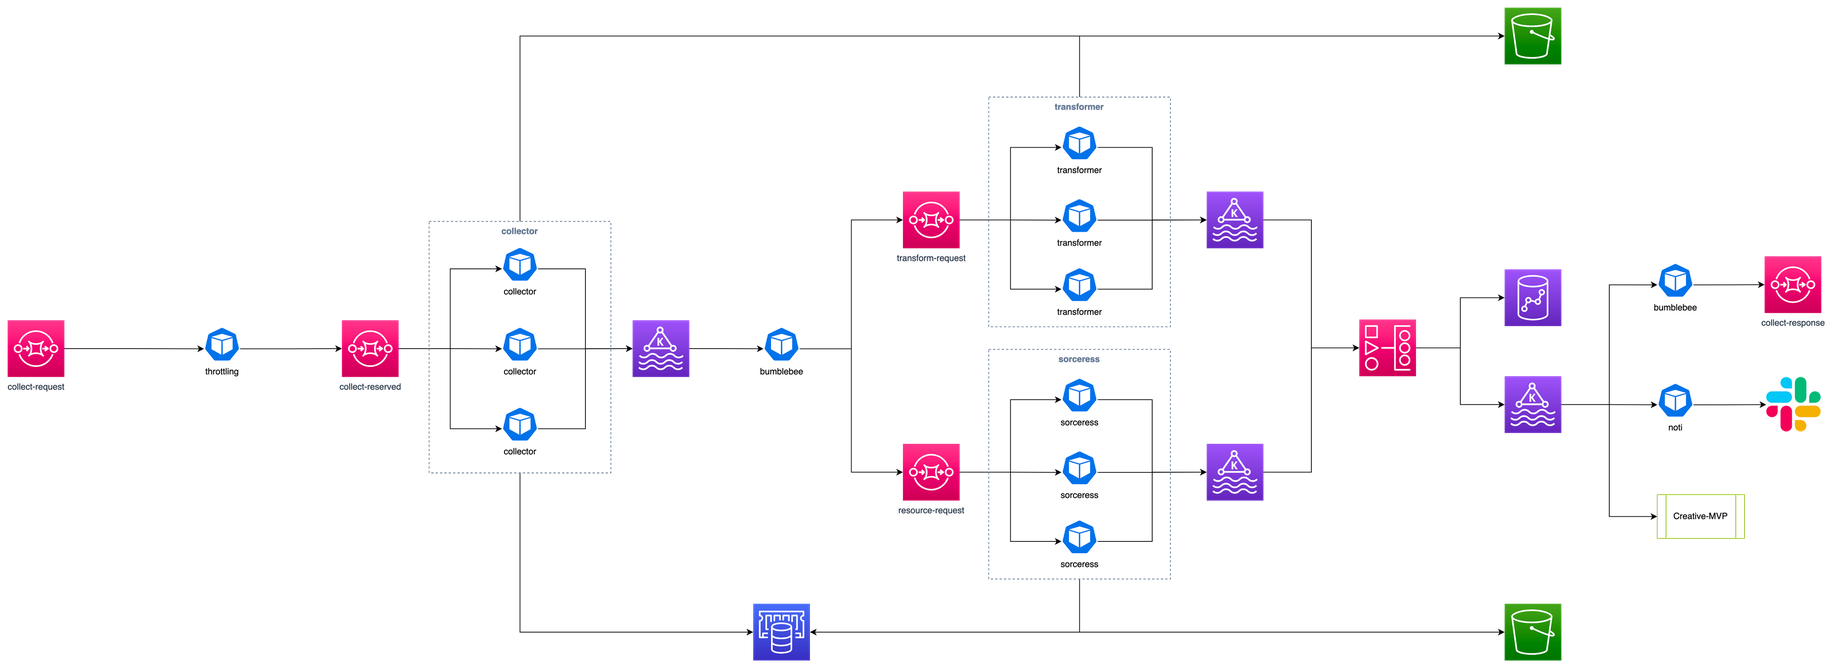 collect-request
throttling
collect-reserved
collector
collector
collector
collector
bumblebee
transform-request
resource-request
transformer
transformer
transformer
transformer
sorceress
sorceress
sorceress
sorceress
K
K
K
K
bumblebee
collect-response
noti
Creative-MVP